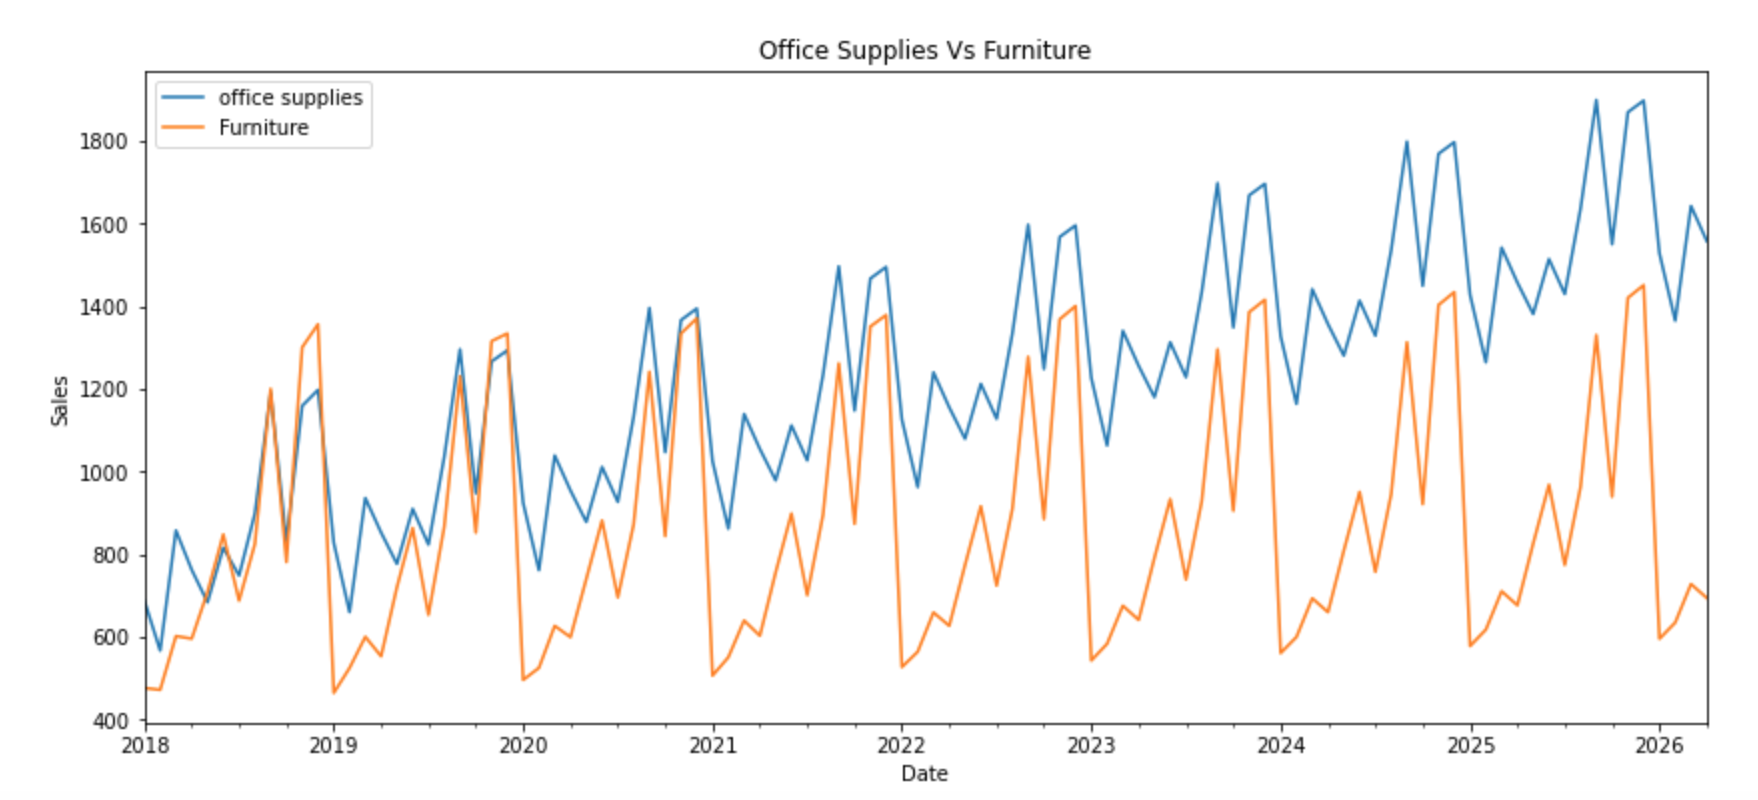 Office Supplies Vs Furniture
office supplies
Furniture
1800
1600
1400
1200
1000
800
600
400
Sales
2018 2019 2020 2021 2022 2023 2024 2025 2026
Date